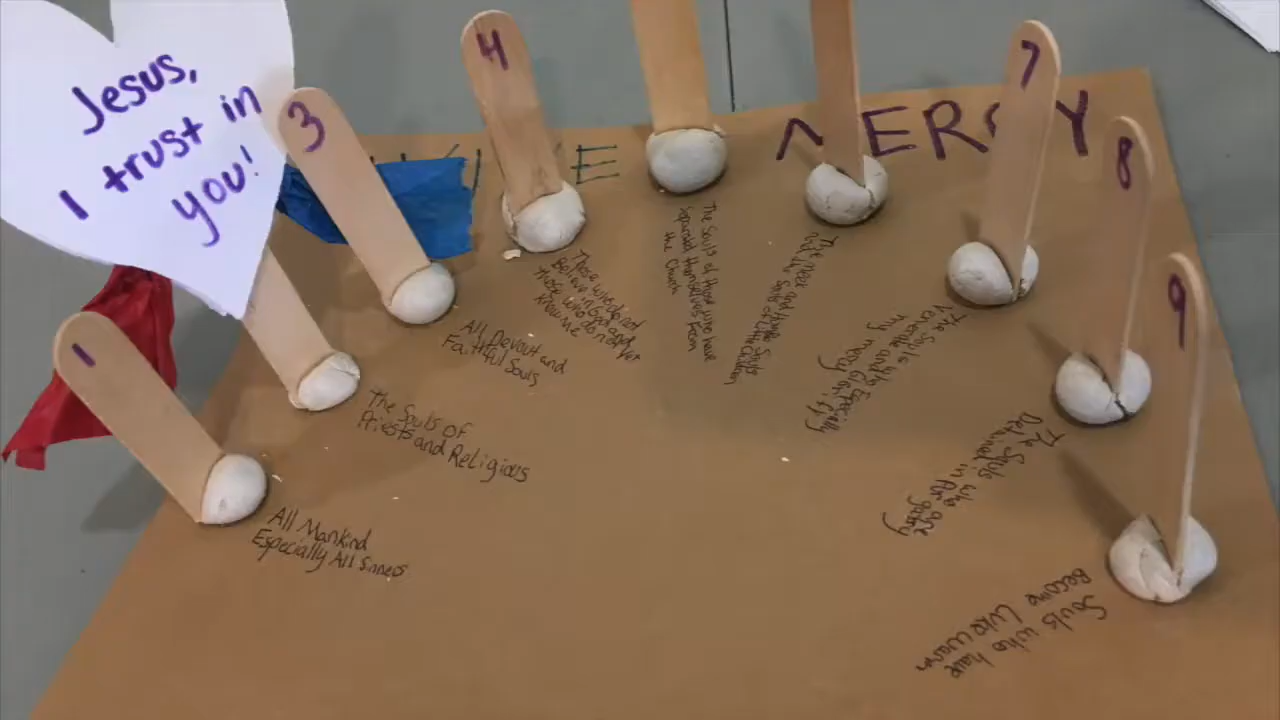 Jesus,
I trust in
you!
1
3
4
7
8
9
All Mankind
Especially All Sinners
The Souls of
Priests and Religious
All Devout and
Faithful Souls
Those who do not
Believe in God and
those who do not yet
know me
The Souls of those who have
separated themselves From
the Church
The meek and Humble Souls
and the Souls of Little Children
The Souls who Especially
Venerate and Glorify
my mercy
The Souls who are
Detained in Purgatory
Souls who have
Become Lukewarm